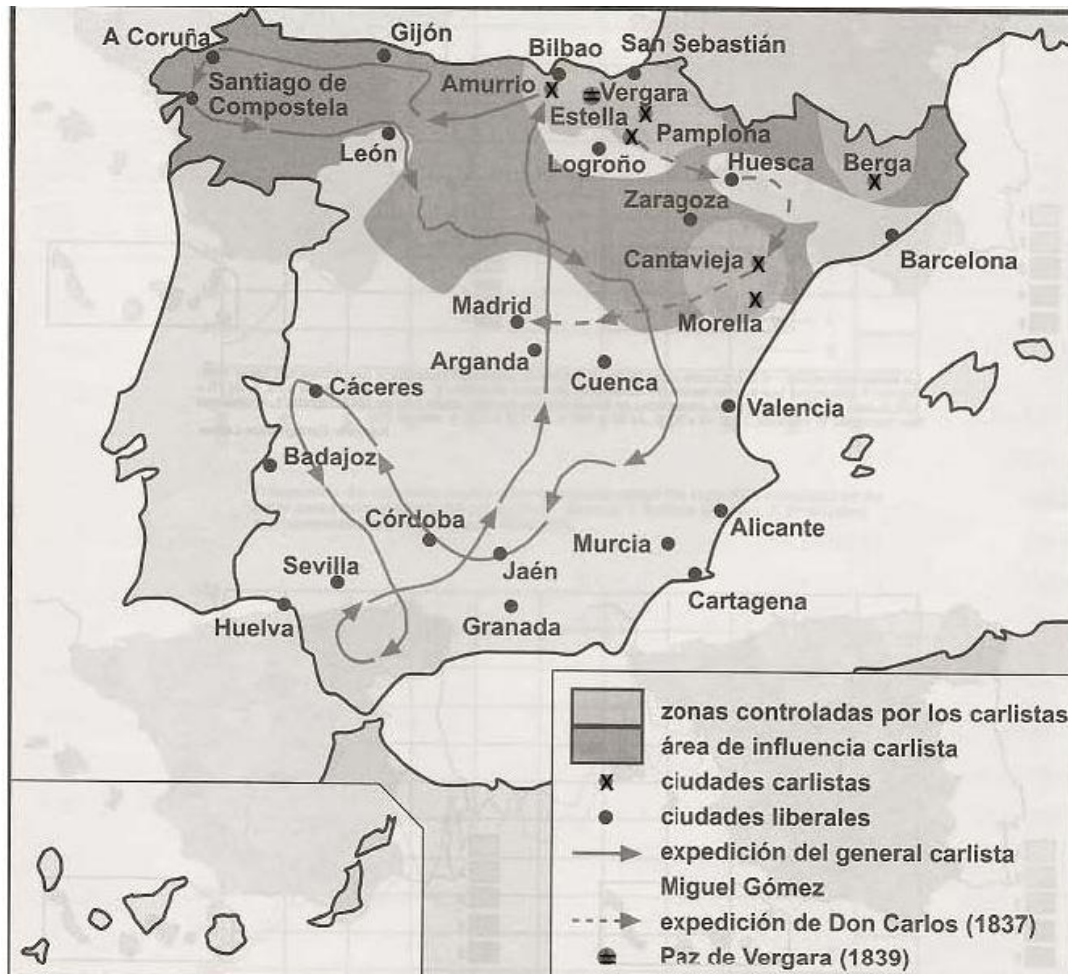 A Coruña
Gijón
Bilbao
San Sebastián
Santiago de
Compostela
Amurrio
Vergara
Estella
Pamplona
León
Logroño
Huesca
Berga
Zaragoza
Cantavieja
Barcelona
Madrid
Morella
Arganda
Cuenca
Cáceres
Valencia
Badajoz
Córdoba
Alicante
Murcia
Sevilla
Jaén
Cartagena
Huelva
Granada
zonas controladas por los carlistas
área de influencia carlista
ciudades carlistas
ciudades liberales
expedición del general carlista
Miguel Gómez
expedición de Don Carlos (1837)
Paz de Vergara (1839)